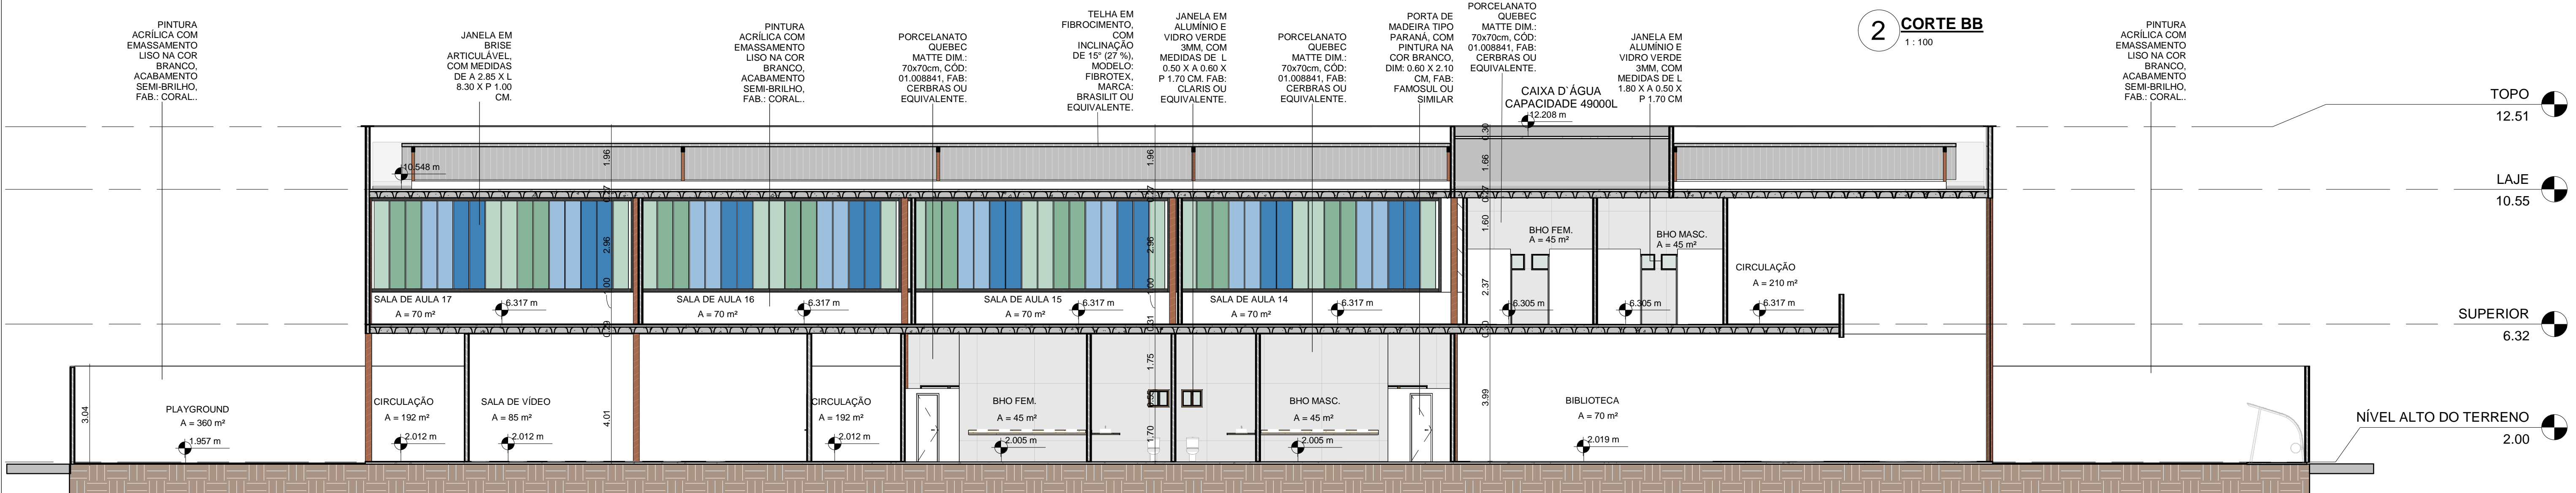 PINTURA
ACRÍLICA COM
EMASSAMENTO
LISO NA COR
BRANCO,
ACABAMENTO
SEMI-BRILHO,
FAB.: CORAL..
JANELA EM
BRISE
ARTICULÁVEL,
COM MEDIDAS
DE A 2.85 X L
8.30 X P 1.00
CM.
PINTURA
ACRÍLICA COM
EMASSAMENTO
LISO NA COR
BRANCO,
ACABAMENTO
SEMI-BRILHO,
FAB.: CORAL..
PORCELANATO
QUEBEC
MATTE DIM.:
70x70cm, CÓD:
01.008841, FAB:
CERBRAS OU
EQUIVALENTE.
TELHA EM
FIBROCIMENTO,
COM
INCLINAÇÃO
DE 15° (27 %),
MODELO:
FIBROTEX,
MARCA:
BRASILIT OU
EQUIVALENTE.
JANELA EM
ALUMÍNIO E
VIDRO VERDE
3MM, COM
MEDIDAS DE L
0.50 X A 0.60 X
P 1.70 CM. FAB:
CLARIS OU
EQUIVALENTE.
PORCELANATO
QUEBEC
MATTE DIM.:
70x70cm, CÓD:
01.008841, FAB:
CERBRAS OU
EQUIVALENTE.
PORTA DE
MADEIRA TIPO
PARANÁ, COM
PINTURA NA
COR BRANCO,
DIM: 0.60 X 2.10
CM, FAB:
FAMOSUL OU
SIMILAR
PORCELANATO
QUEBEC
MATTE DIM.:
70x70cm, CÓD:
01.008841, FAB:
CERBRAS OU
EQUIVALENTE.
JANELA EM
ALUMÍNIO E
VIDRO VERDE
3MM, COM
MEDIDAS DE L
1.80 X A 0.50 X
P 1.70 CM
2 CORTE BB
1 : 100
PINTURA
ACRÍLICA COM
EMASSAMENTO
LISO NA COR
BRANCO,
ACABAMENTO
SEMI-BRILHO,
FAB.: CORAL..
CAIXA D`ÁGUA
CAPACIDADE 49000L
12.208 m
TOPO
12.51
LAJE
10.55
SUPERIOR
6.32
NÍVEL ALTO DO TERRENO
2.00
10.548 m
1.96
1.96
0.30
1.66
0.27
0.27
0.27
2.96
2.96
1.60
1.00
1.00
2.37
0.29
0.31
SALA DE AULA 17
A = 70 m²
6.317 m
SALA DE AULA 16
A = 70 m²
6.317 m
SALA DE AULA 15
A = 70 m²
6.317 m
SALA DE AULA 14
A = 70 m²
6.317 m
BHO FEM.
A = 45 m²
6.305 m
BHO MASC.
A = 45 m²
6.305 m
CIRCULAÇÃO
A = 210 m²
6.317 m
3.04
PLAYGROUND
A = 360 m²
1.957 m
CIRCULAÇÃO
A = 192 m²
2.012 m
SALA DE VÍDEO
A = 85 m²
2.012 m
4.01
CIRCULAÇÃO
A = 192 m²
2.012 m
BHO FEM.
A = 45 m²
2.005 m
1.75
1.70
BHO MASC.
A = 45 m²
2.005 m
3.99
BIBLIOTECA
A = 70 m²
2.019 m